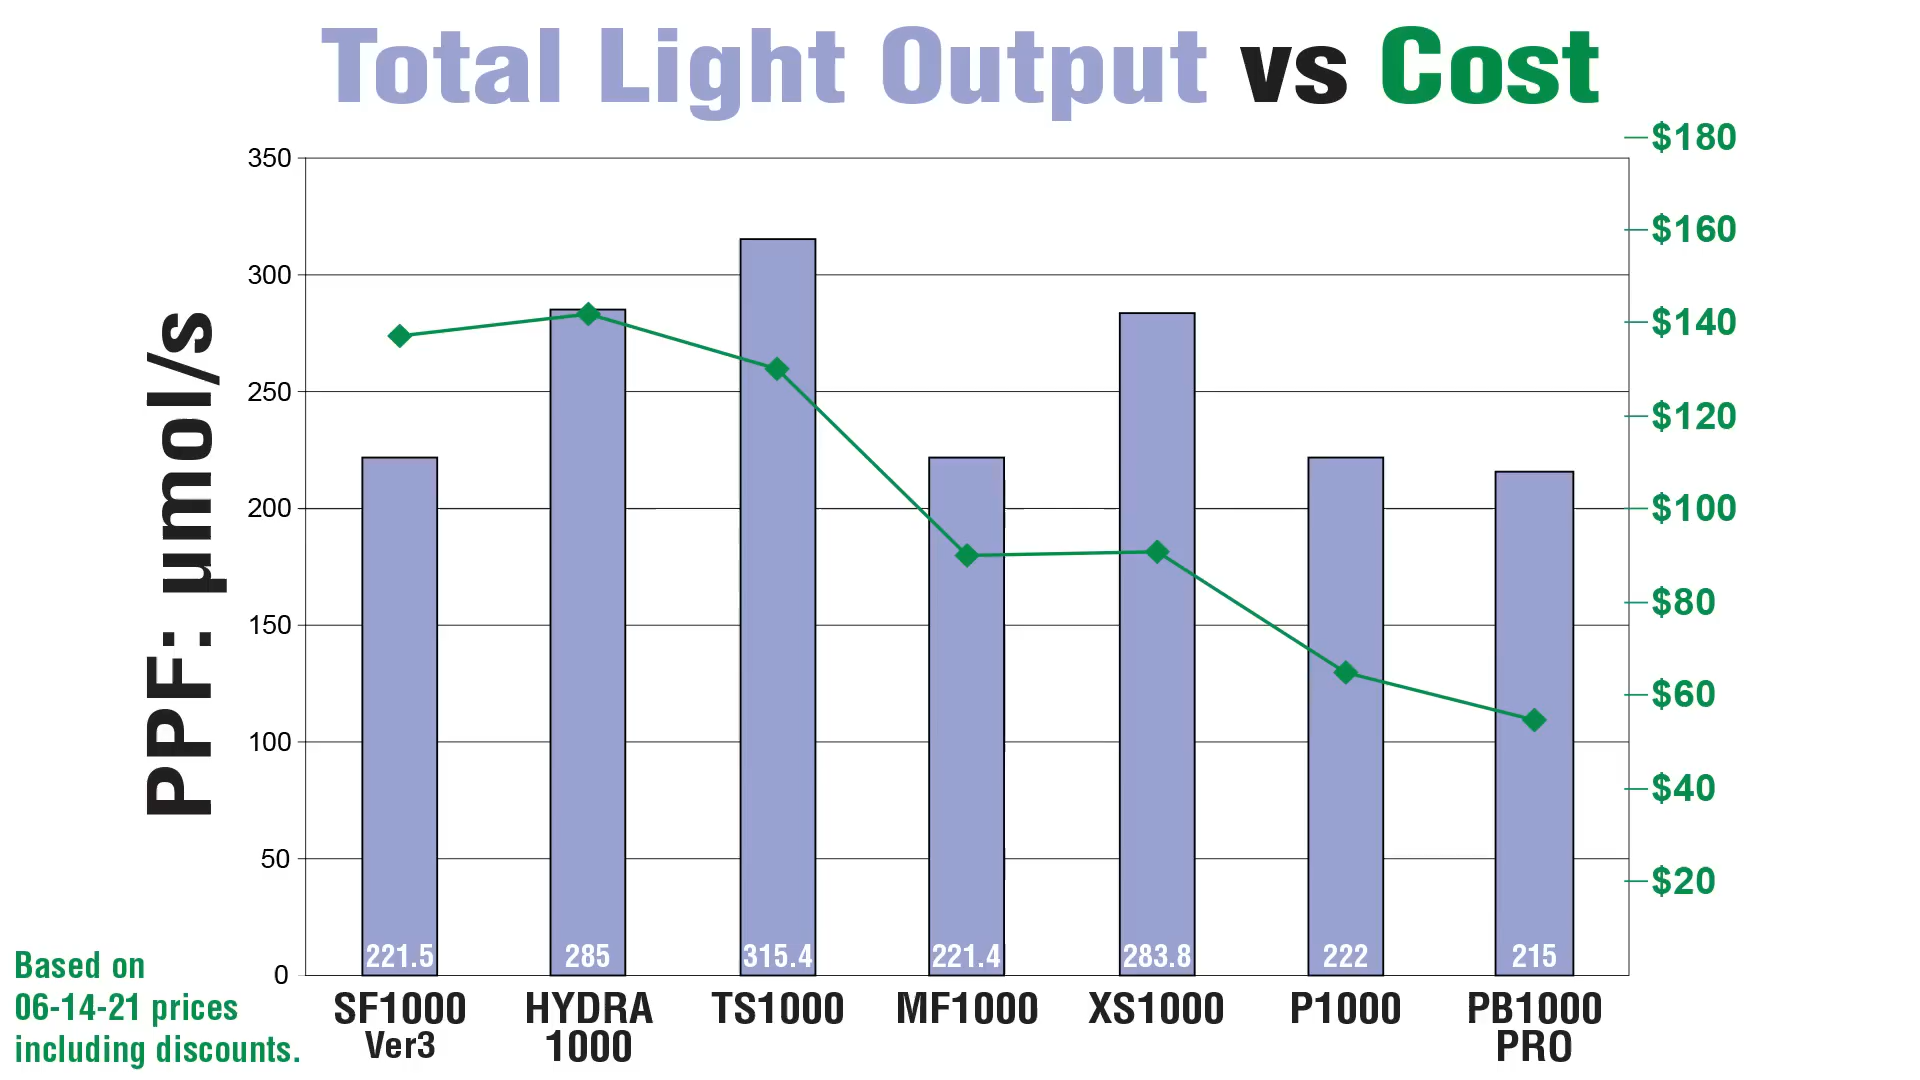 Total Light Output vs Cost
PPF: µmol/s
350
300
250
200
150
100
50
0
$180
$160
$140
$120
$100
$80
$60
$40
$20
221.5
285
315.4
221.4
283.8
222
215
SF1000
Ver3
HYDRA
1000
TS1000
MF1000
XS1000
P1000
PB1000
PRO
Based on
06-14-21 prices
including discounts.